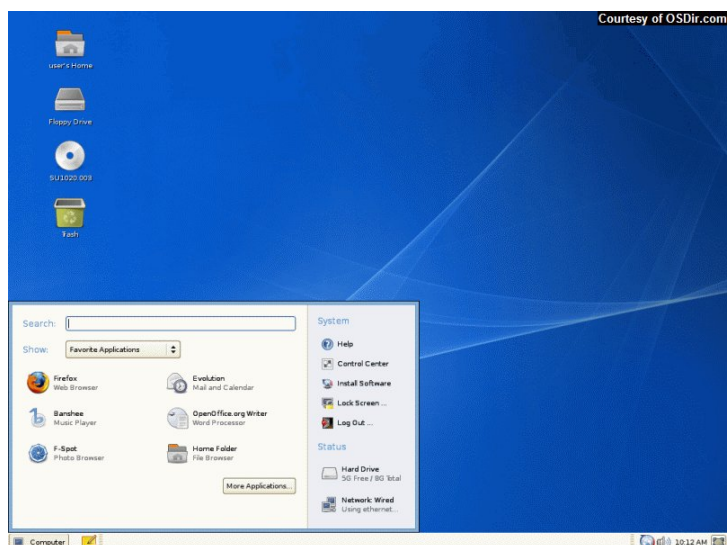 Courtesy of OSDir.com
user's Home
Floppy Drive
SU1020.003
Trash
Search:
Show: Favorite Applications
Firefox
Web Browser
Evolution
Mail and Calendar
Banshee
Music Player
OpenOffice.org Writer
Word Processor
F-Spot
Photo Browser
Home Folder
File Browser
More Applications...
System
Help
Control Center
Install Software
Lock Screen ...
Log Out ...
Status
Hard Drive
5G Free / 8G Total
Network: Wired
Using ethernet...
Computer
10:12 AM